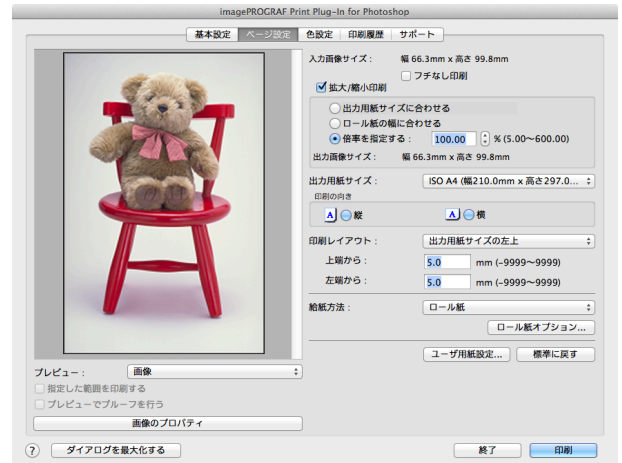 imagePROGRAF Print Plug-In for Photoshop
基本設定 ページ設定 色設定 印刷履歴 サポート
入力画像サイズ： 幅 66.3mm x 高さ 99.8mm
フチなし印刷
拡大/縮小印刷
出力用紙サイズに合わせる
ロール紙の幅に合わせる
倍率を指定する： 100.00 % (5.00～600.00)
出力画像サイズ： 幅 66.3mm x 高さ 99.8mm
出力用紙サイズ： ISO A4 (幅210.0mm x 高さ297.0...
印刷の向き
A 縦 A 横
印刷レイアウト： 出力用紙サイズの左上
上端から： 5.0 mm (-9999～9999)
左端から： 5.0 mm (-9999～9999)
給紙方法： ロール紙
ロール紙オプション...
ユーザ用紙設定... 標準に戻す
プレビュー： 画像
指定した範囲を印刷する
プレビューでプルーフを行う
画像のプロパティ
? ダイアログを最大化する 終了 印刷